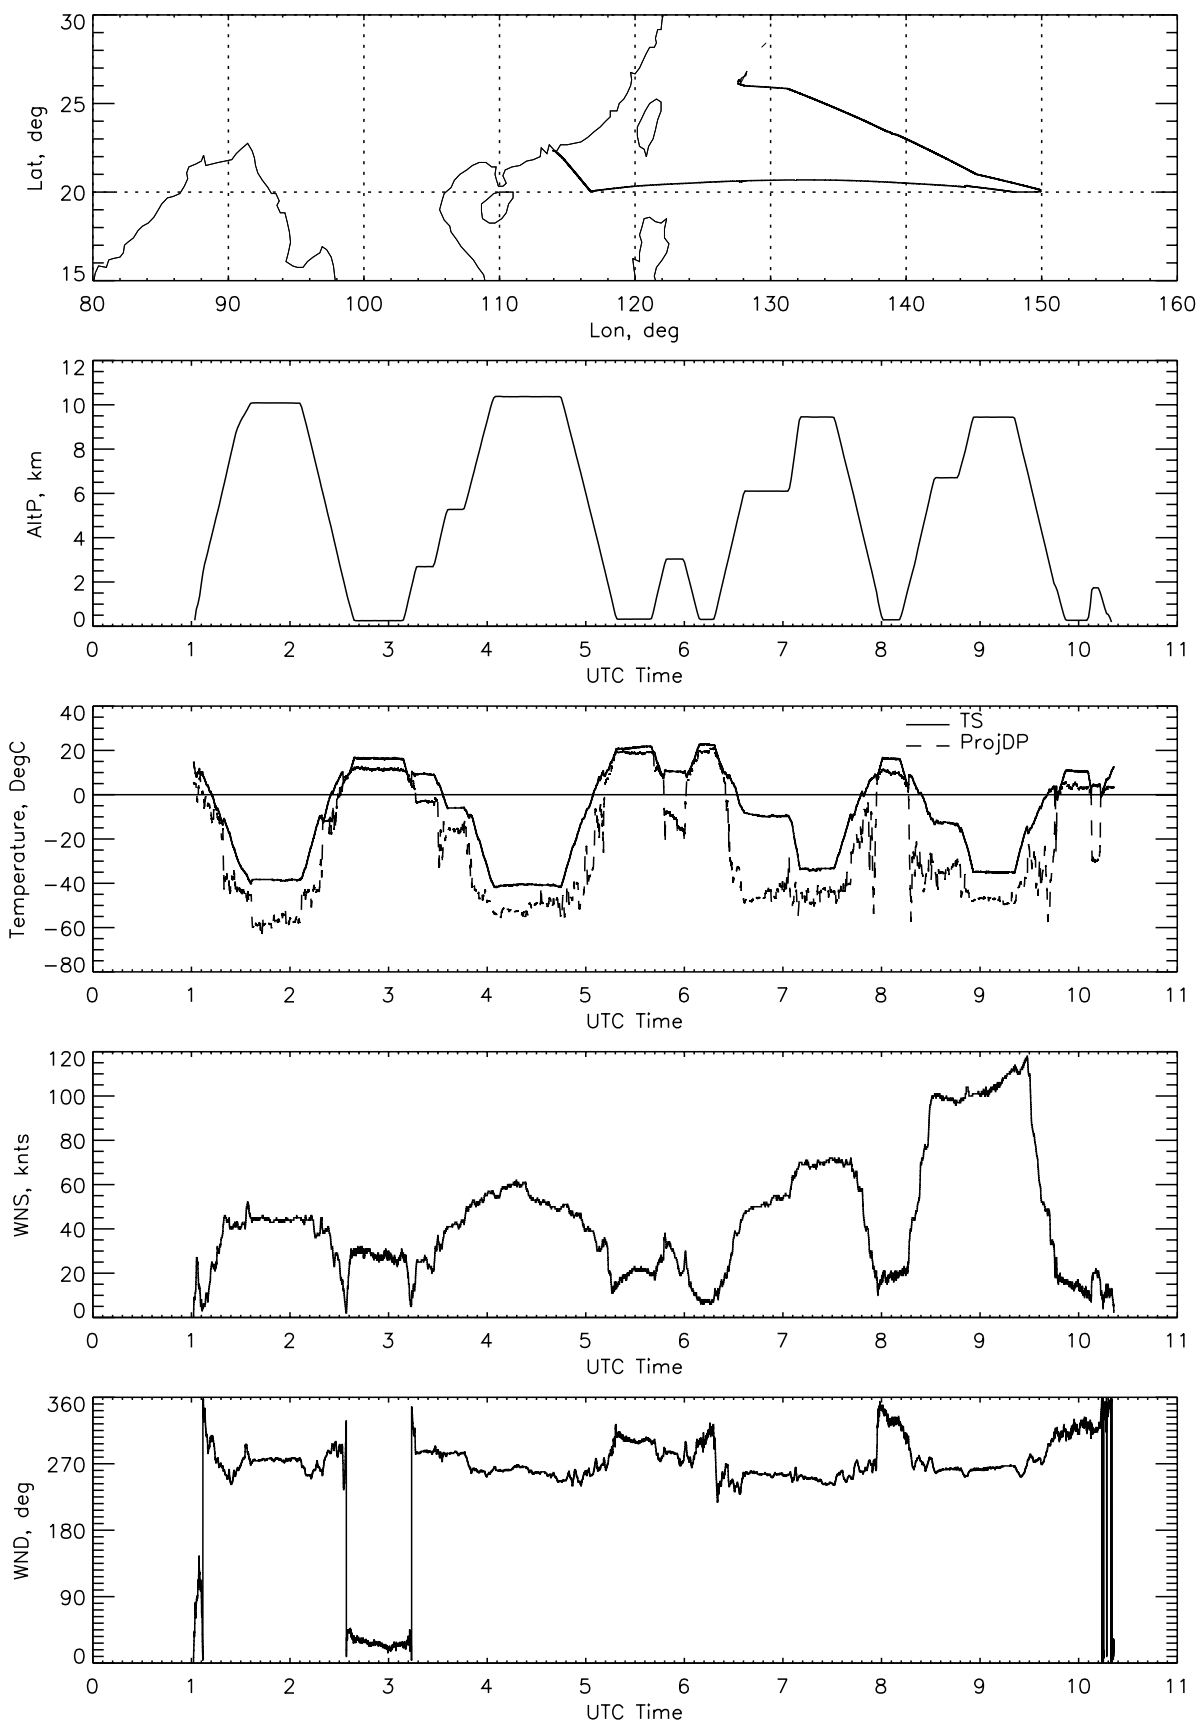 30
25
20
15
Lat, deg
80 90 100 110 120 130 140 150 160
Lon, deg
12
10
8
6
4
2
0
AltP, km
0 1 2 3 4 5 6 7 8 9 10 11
UTC Time
40
20
0
−20
−40
−60
−80
Temperature, DegC
TS
ProjDP
0 1 2 3 4 5 6 7 8 9 10 11
UTC Time
120
100
80
60
40
20
0
WNS, knts
0 1 2 3 4 5 6 7 8 9 10 11
UTC Time
360
270
180
90
0
WND, deg
0 1 2 3 4 5 6 7 8 9 10 11
UTC Time